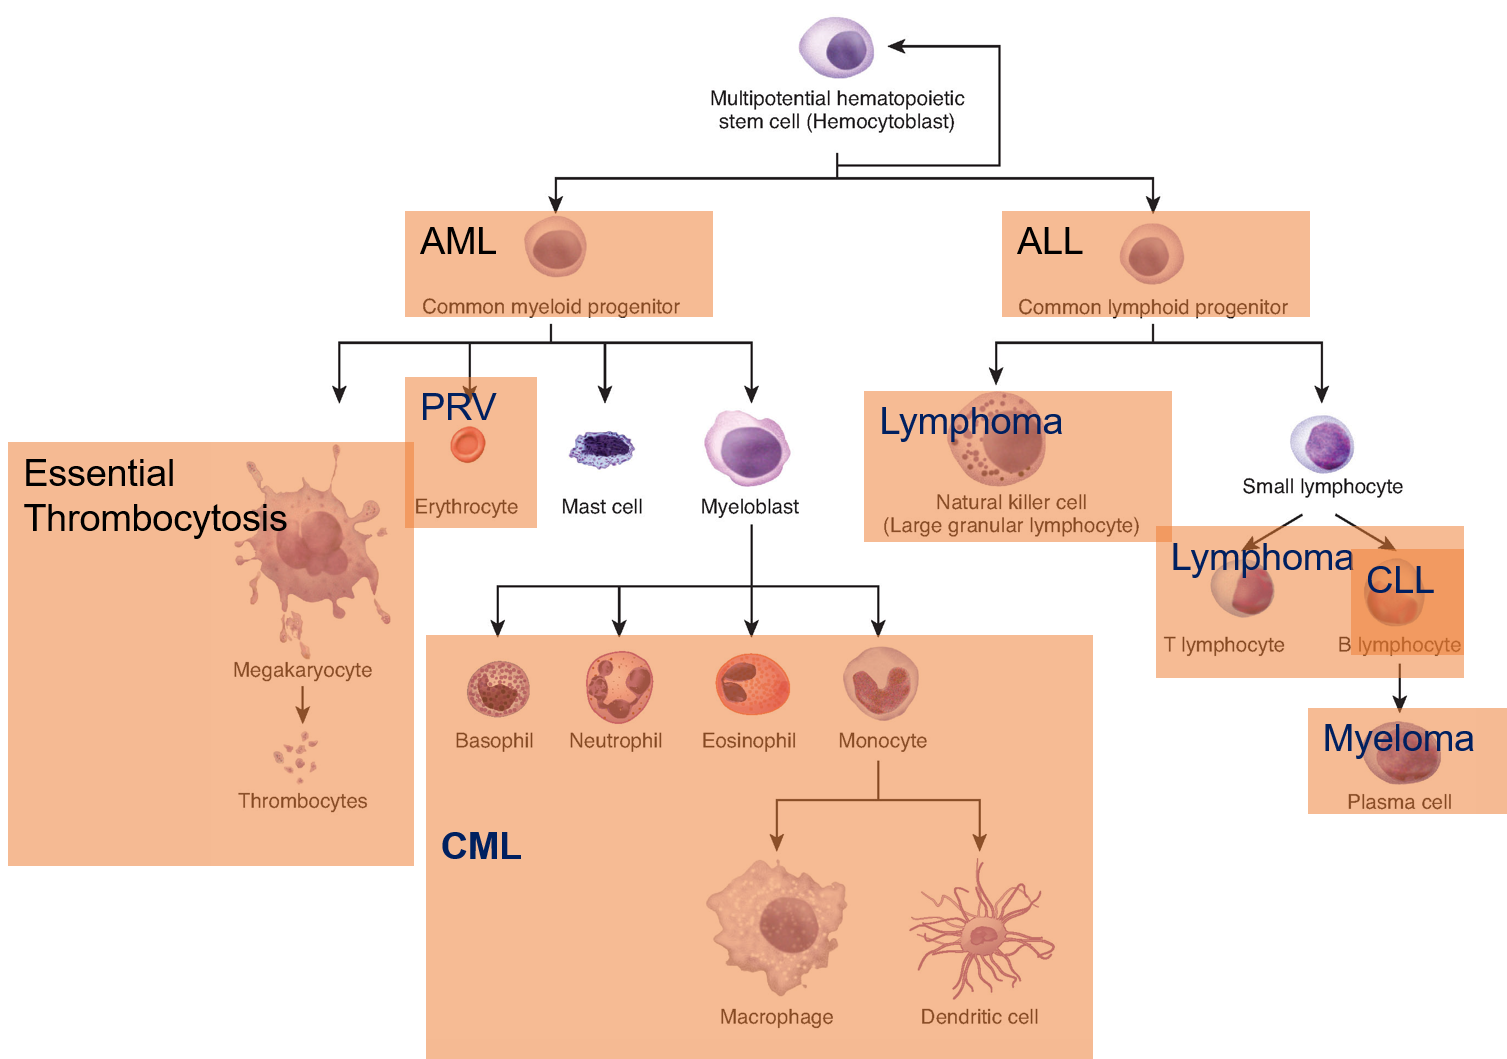 Multipotential hematopoietic
stem cell (Hemocytoblast)
AML
Common myeloid progenitor
ALL
Common lymphoid progenitor
PRV
Erythrocyte
Mast cell
Myeloblast
Lymphoma
Natural killer cell
(Large granular lymphocyte)
Small lymphocyte
Essential
Thrombocytosis
Megakaryocyte
Thrombocytes
Lymphoma
CLL
T lymphocyte
B lymphocyte
Basophil
Neutrophil
Eosinophil
Monocyte
Myeloma
Plasma cell
CML
Macrophage
Dendritic cell